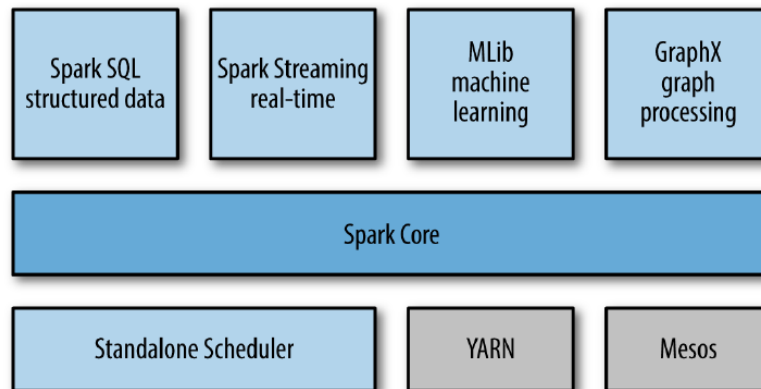 Spark SQL
structured data
Spark Streaming
real-time
MLib
machine
learning
GraphX
graph
processing
Spark Core
Standalone Scheduler
YARN
Mesos